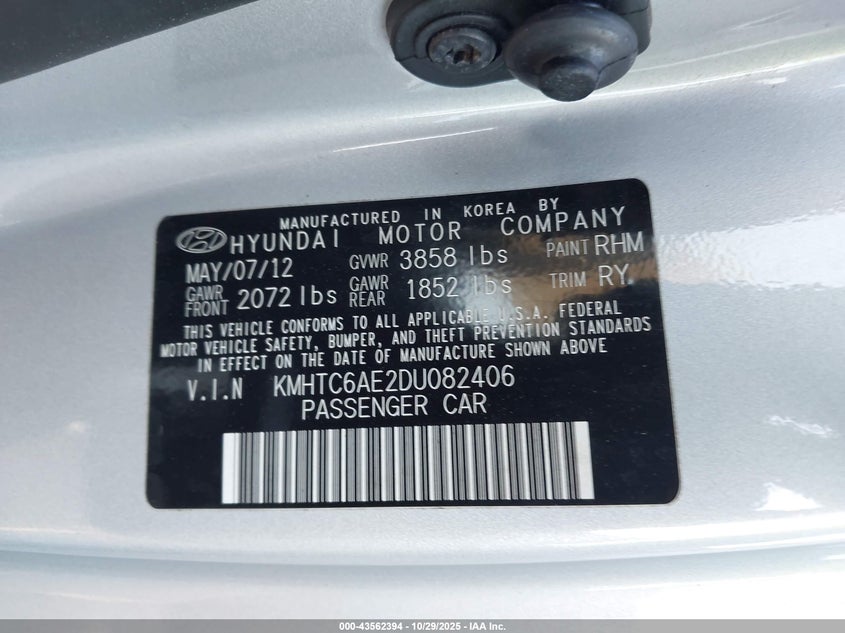 MANUFACTURED IN KOREA BY
HYUNDAI MOTOR COMPANY
MAY/07/12 GVWR 3858 lbs PAINT RHM
GAWR FRONT 2072 lbs GAWR REAR 1852 lbs TRIM RY
THIS VEHICLE CONFORMS TO ALL APPLICABLE U.S.A. FEDERAL
MOTOR VEHICLE SAFETY, BUMPER, AND THEFT PREVENTION STANDARDS
IN EFFECT ON THE DATE OF MANUFACTURE SHOWN ABOVE
V.I.N KMHTC6AE2DU082406
PASSENGER CAR
000-43562394 - 10/29/2025 - IAA Inc.